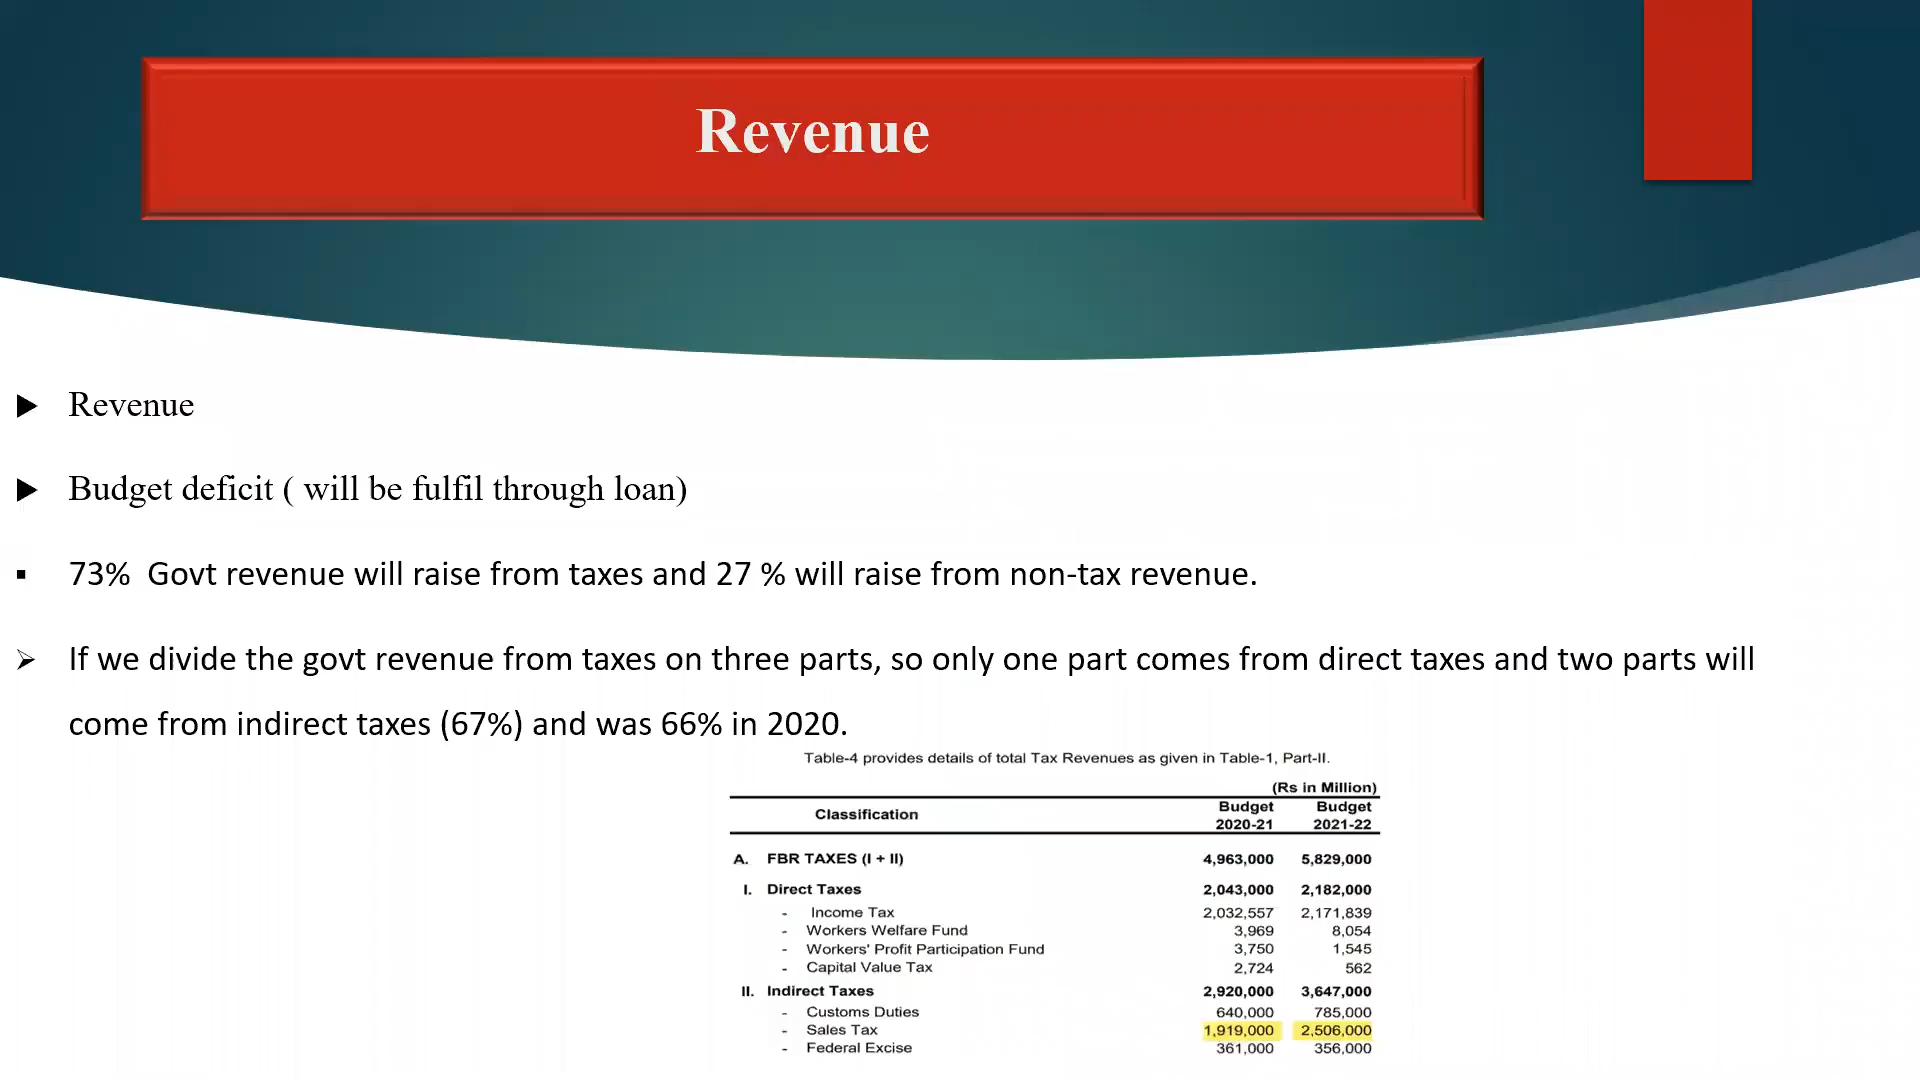 Revenue
Revenue
Budget deficit ( will be fulfil through loan)
73% Govt revenue will raise from taxes and 27 % will raise from non-tax revenue.
If we divide the govt revenue from taxes on three parts, so only one part comes from direct taxes and two parts will
come from indirect taxes (67%) and was 66% in 2020.
Table-4 provides details of total Tax Revenues as given in Table-1, Part-II.
(Rs in Million)
Classification Budget 2020-21 Budget 2021-22
A. FBR TAXES (I + II) 4,963,000 5,829,000
I. Direct Taxes 2,043,000 2,182,000
- Income Tax 2,032,557 2,171,839
- Workers Welfare Fund 3,969 8,054
- Workers' Profit Participation Fund 3,750 1,545
- Capital Value Tax 2,724 562
II. Indirect Taxes 2,920,000 3,647,000
- Customs Duties 640,000 785,000
- Sales Tax 1,919,000 2,506,000
- Federal Excise 361,000 356,000